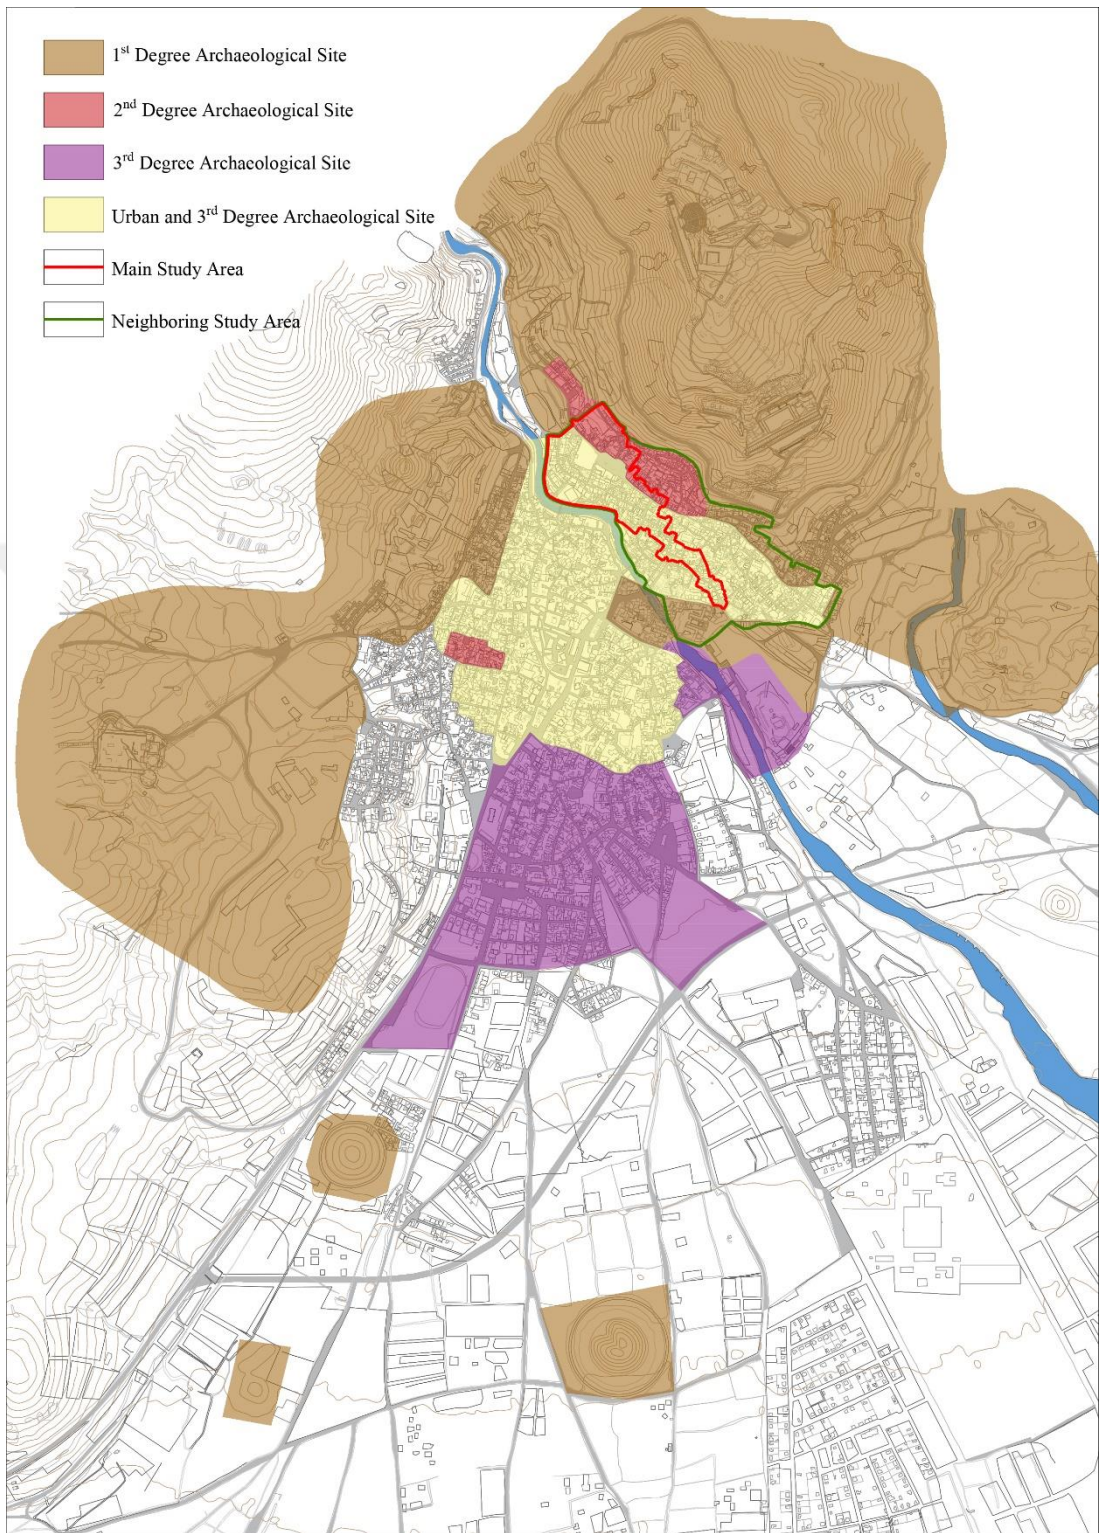 1st Degree Archaeological Site
2nd Degree Archaeological Site
3rd Degree Archaeological Site
Urban and 3rd Degree Archaeological Site
Main Study Area
Neighboring Study Area